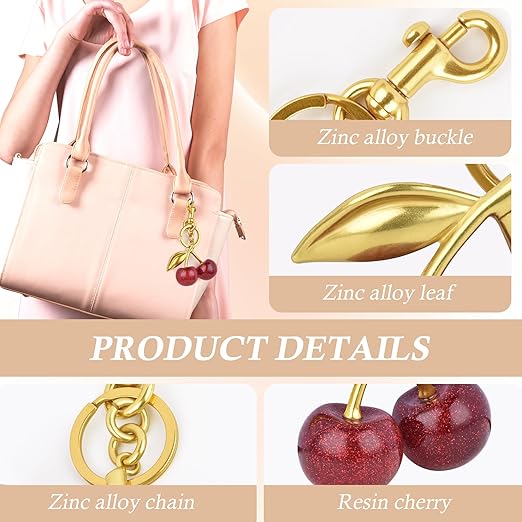 Zinc alloy buckle
Zinc alloy leaf
PRODUCT DETAILS
Zinc alloy chain
Resin cherry